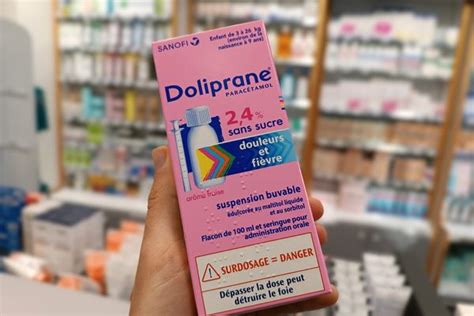 SANOFI
Enfant de 3 à 26 kg
(environ de la
naissance à 9 ans)
Doliprane®
PARACÉTAMOL
2,4%
sans sucre
douleurs
et
fièvre
arôme fraise
suspension buvable
édulcorée au maltitol liquide
et au sorbitol
Flacon de 100 ml et seringue pour
administration orale
SURDOSAGE = DANGER
Dépasser la dose peut
détruire le foie